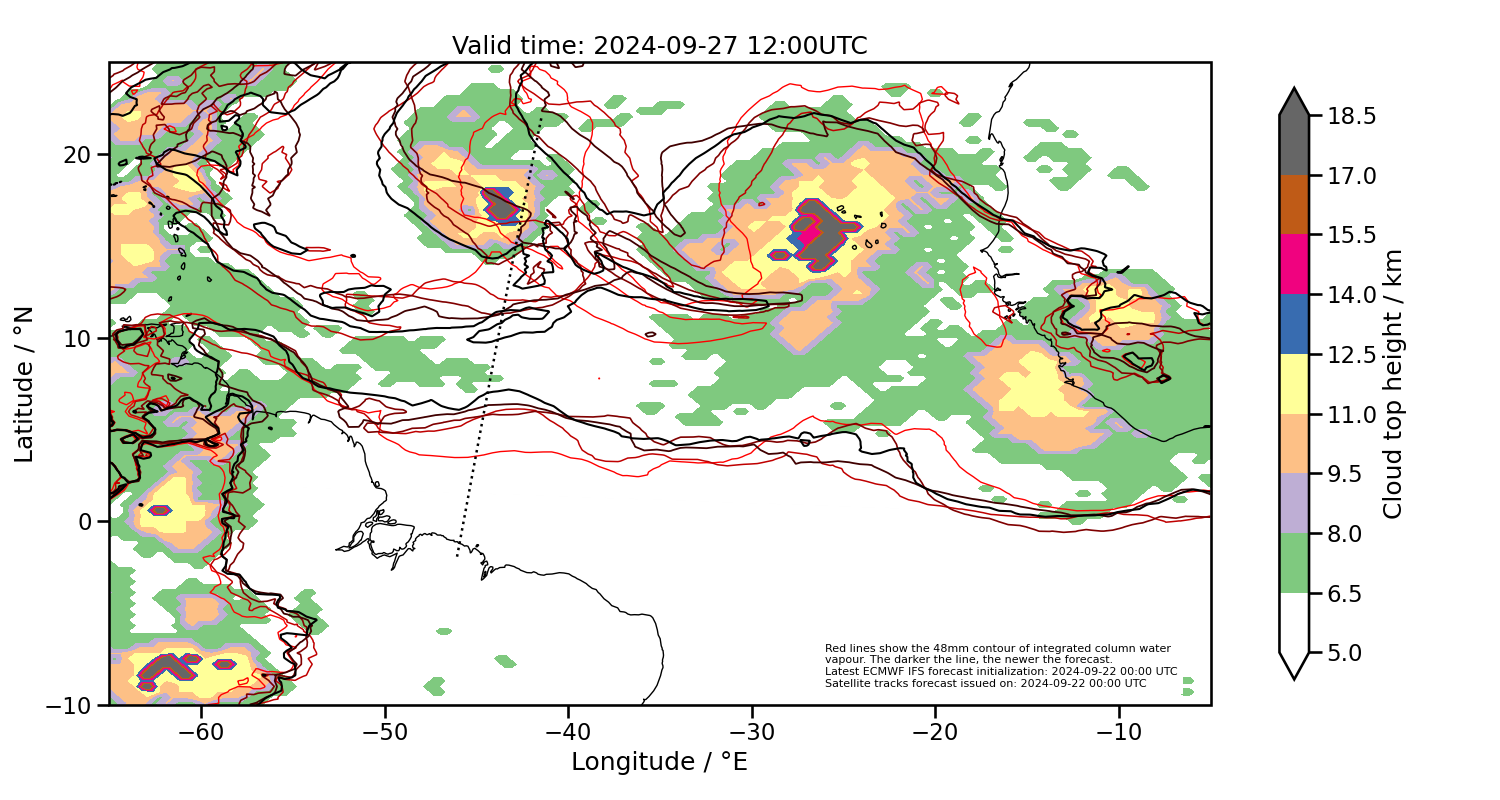 Valid time: 2024-09-27 12:00UTC
20
10
0
−10
Latitude / °N
−60
−50
−40
−30
−20
−10
Longitude / °E
Red lines show the 48mm contour of integrated column water
vapour. The darker the line, the newer the forecast.
Latest ECMWF IFS forecast initialization: 2024-09-22 00:00 UTC
Satellite tracks forecast issued on: 2024-09-22 00:00 UTC
18.5
17.0
15.5
14.0
12.5
11.0
9.5
8.0
6.5
5.0
Cloud top height / km